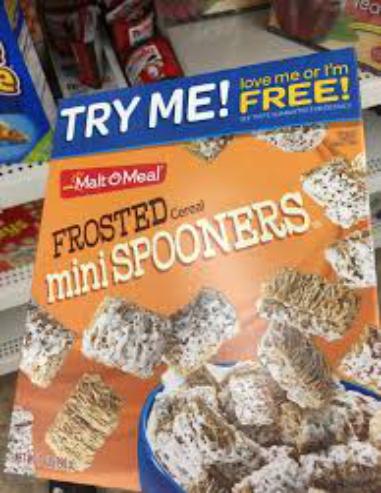 TRY ME!
love me or I'm
FREE!
Malt O Meal
FROSTED Cereal
mini SPOONERS